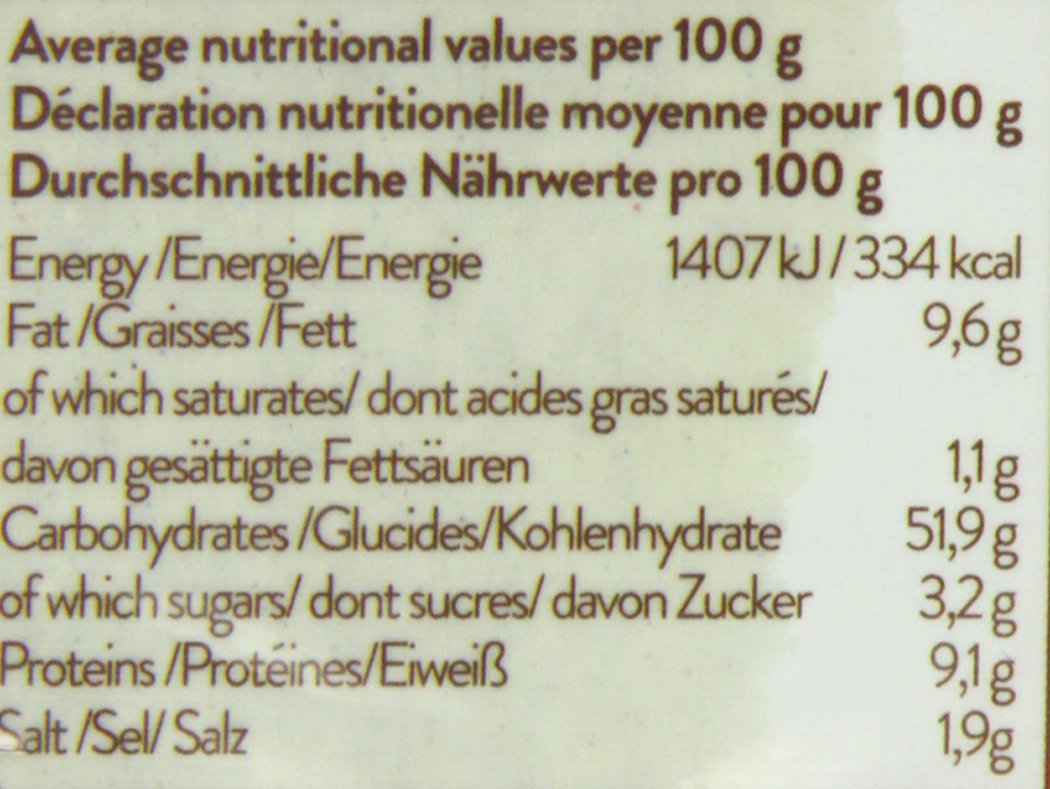 Average nutritional values per 100 g
Déclaration nutritionelle moyenne pour 100 g
Durchschnittliche Nährwerte pro 100 g
Energy /Energie/Energie 1407 kJ / 334 kcal
Fat /Graisses /Fett 9,6 g
of which saturates/ dont acides gras saturés/
davon gesättigte Fettsäuren 1,1 g
Carbohydrates /Glucides/Kohlenhydrate 51,9 g
of which sugars/ dont sucres/ davon Zucker 3,2 g
Proteins /Protéines/Eiweiß 9,1 g
Salt /Sel/ Salz 1,9g